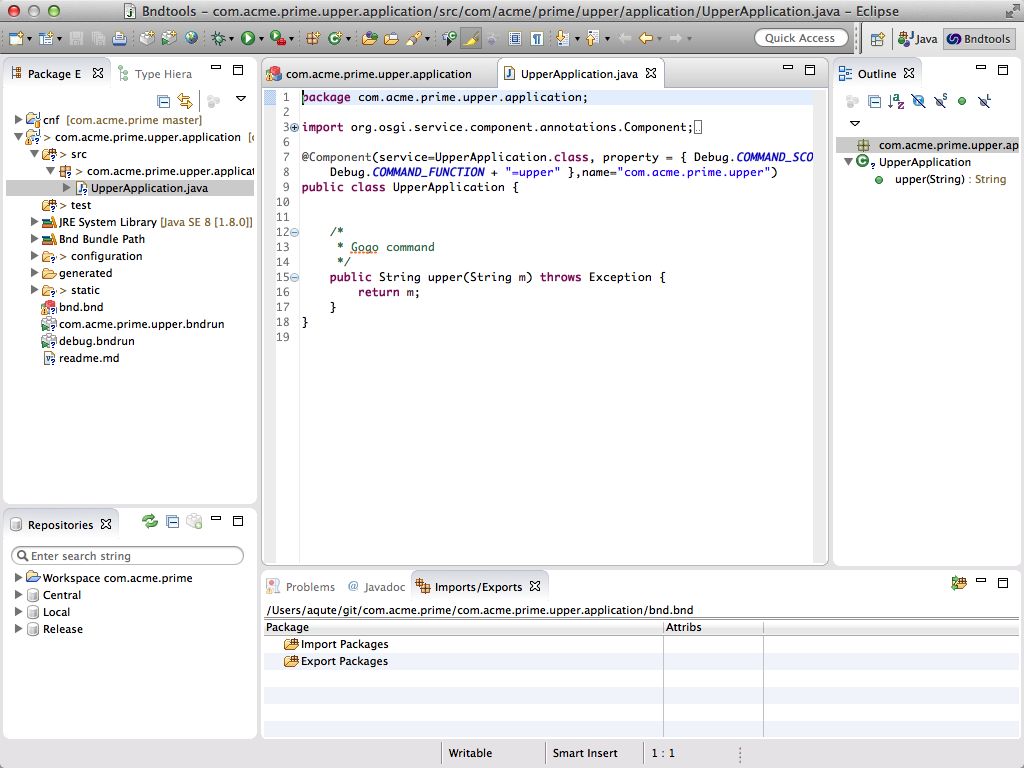 Bndtools – com.acme.prime.upper.application/src/com/acme/prime/upper/application/UpperApplication.java – Eclipse
Quick Access
Java
Bndtools
Package E
Type Hiera
cnf [com.acme.prime master]
> com.acme.prime.upper.application
> src
> com.acme.prime.upper.applicat
UpperApplication.java
> test
JRE System Library [Java SE 8 [1.8.0]]
Bnd Bundle Path
> configuration
generated
> static
bnd.bnd
com.acme.prime.upper.bndrun
debug.bndrun
readme.md
com.acme.prime.upper.application
UpperApplication.java
1 package com.acme.prime.upper.application;
2
3 import org.osgi.service.component.annotations.Component;
6
7 @Component(service=UpperApplication.class, property = { Debug.COMMAND_SCO
8 Debug.COMMAND_FUNCTION + "=upper" },name="com.acme.prime.upper")
9 public class UpperApplication {
10
11
12 /*
13 * Gogo command
14 */
15 public String upper(String m) throws Exception {
16 return m;
17 }
18 }
19
Outline
com.acme.prime.upper.ap
UpperApplication
upper(String) : String
Repositories
Enter search string
Workspace com.acme.prime
Central
Local
Release
Problems
@ Javadoc
Imports/Exports
/Users/aqute/git/com.acme.prime/com.acme.prime.upper.application/bnd.bnd
Package
Attribs
Import Packages
Export Packages
Writable
Smart Insert
1 : 1